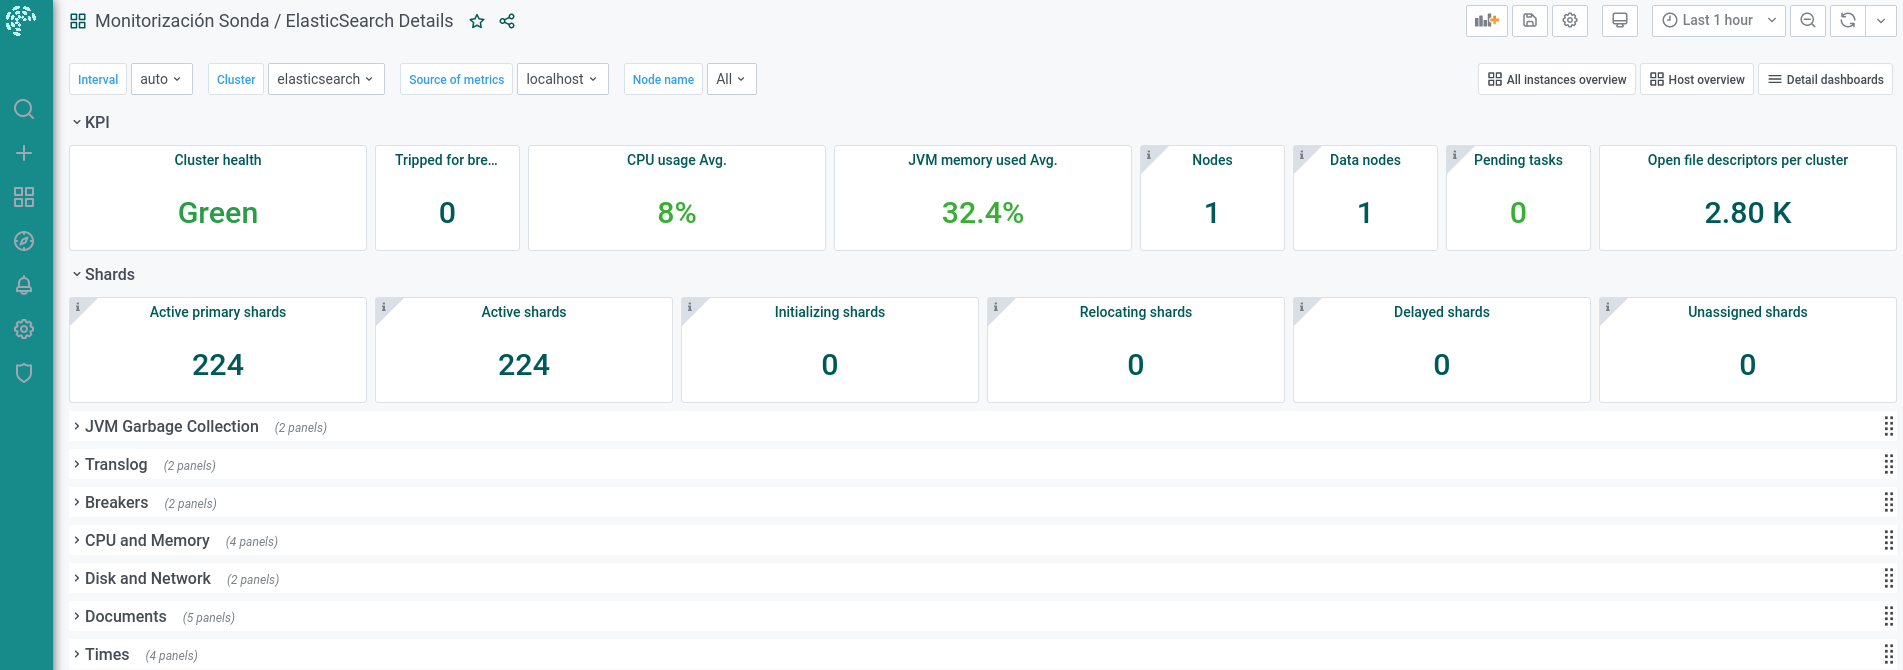 Monitorización Sonda / ElasticSearch Details
Last 1 hour
Interval auto Cluster elasticsearch Source of metrics localhost Node name All All instances overview Host overview Detail dashboards
KPI
Cluster health Tripped for bre... CPU usage Avg. JVM memory used Avg. Nodes Data nodes Pending tasks Open file descriptors per cluster
Green 0 8% 32.4% 1 1 0 2.80 K
Shards
Active primary shards Active shards Initializing shards Relocating shards Delayed shards Unassigned shards
224 224 0 0 0 0
JVM Garbage Collection (2 panels)
Translog (2 panels)
Breakers (2 panels)
CPU and Memory (4 panels)
Disk and Network (2 panels)
Documents (5 panels)
Times (4 panels)